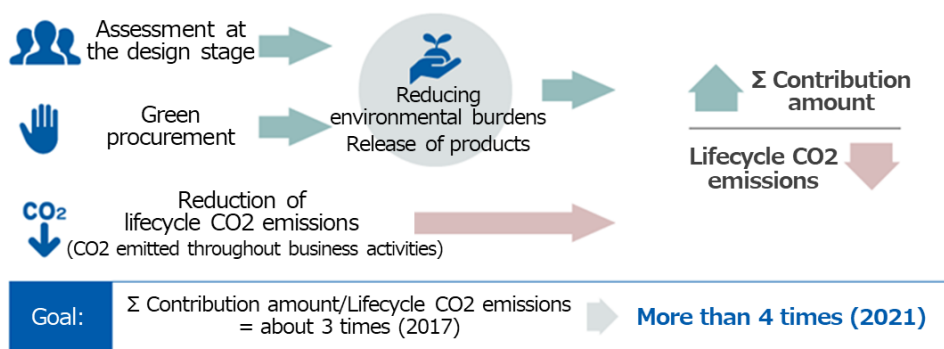 Assessment at
the design stage
Green
procurement
Reducing
environmental burdens
Release of products
Σ Contribution
amount
Lifecycle CO2
emissions
CO₂
Reduction of
lifecycle CO2 emissions
(CO2 emitted throughout business activities)
Goal:
Σ Contribution amount/Lifecycle CO2 emissions
= about 3 times (2017)
More than 4 times (2021)